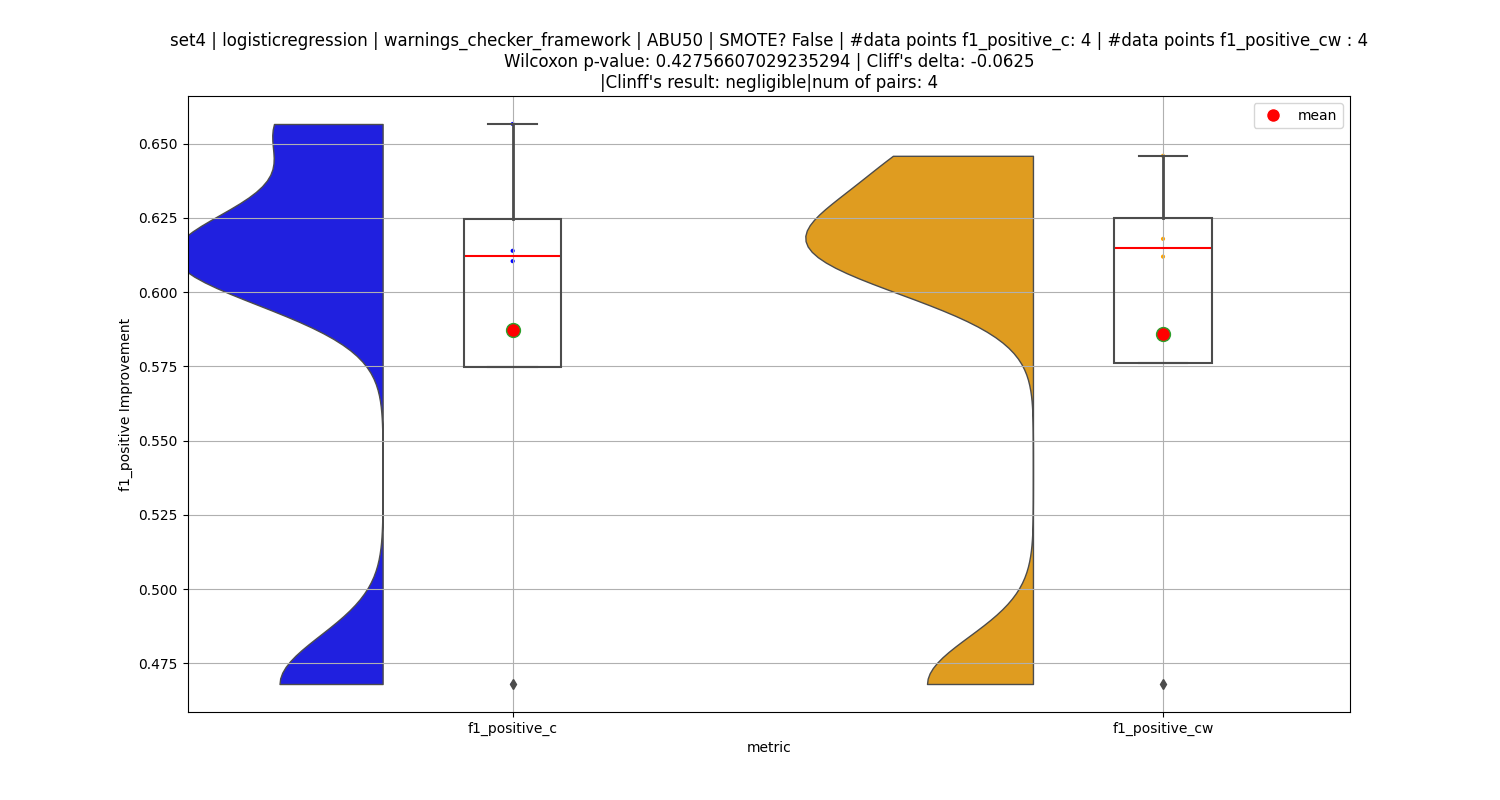 set4 | logisticregression | warnings_checker_framework | ABU50 | SMOTE? False | #data points f1_positive_c: 4 | #data points f1_positive_cw : 4
Wilcoxon p-value: 0.42756607029235294 | Cliff's delta: -0.0625
|Clinff's result: negligible|num of pairs: 4
mean
0.650
0.625
0.600
0.575
0.550
0.525
0.500
0.475
f1_positive Improvement
f1_positive_c
f1_positive_cw
metric